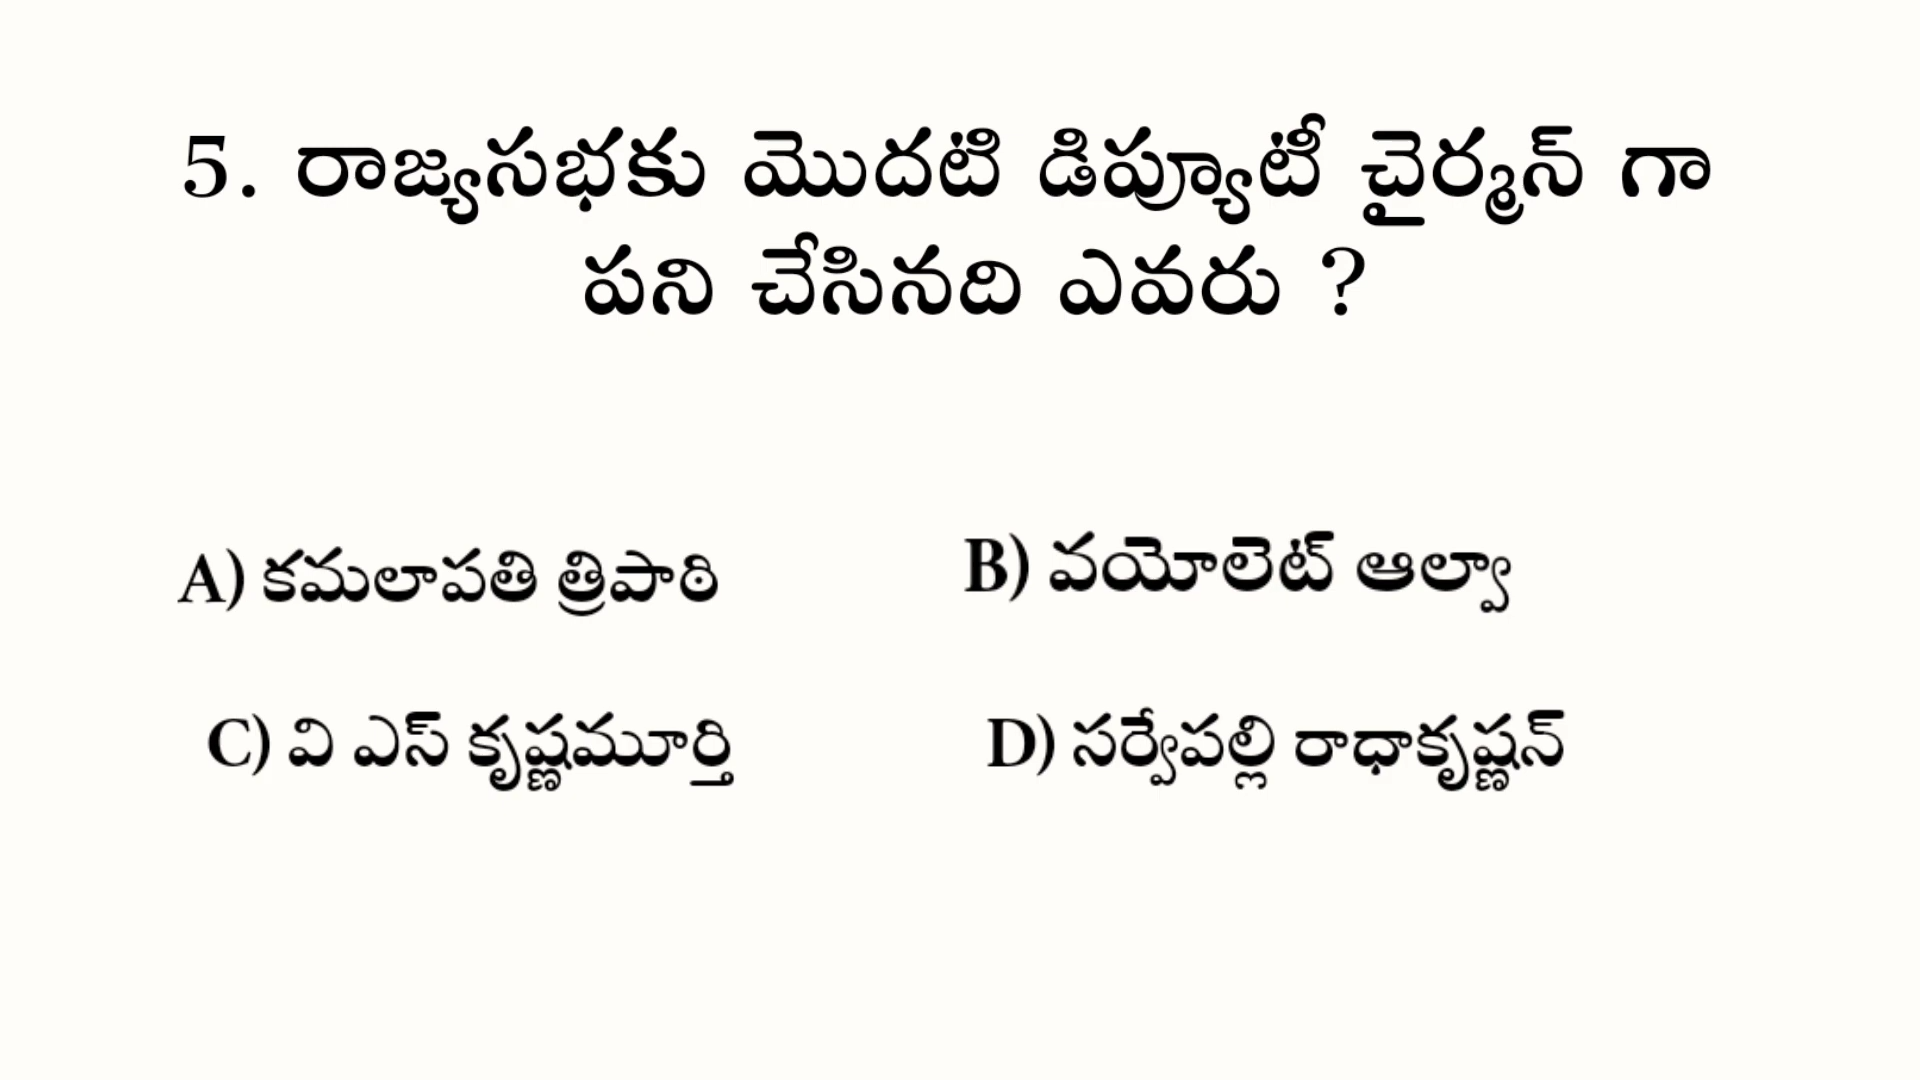 5. రాజ్యసభకు మొదటి డిప్యూటీ చైర్మన్ గా
పని చేసినది ఎవరు ?
A) కమలాపతి త్రిపాఠి
B) వయోలెట్ ఆల్వా
C) వి ఎస్ కృష్ణమూర్తి
D) సర్వేపల్లి రాధాకృష్ణన్